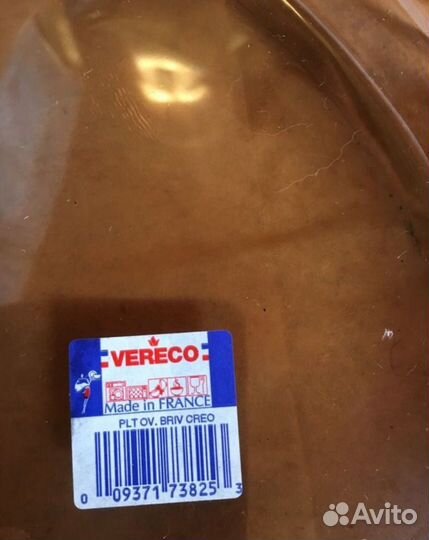 VERECO
Made in FRANCE
PLT OV. BRIV CREO
0 09371 73825 3
Avito